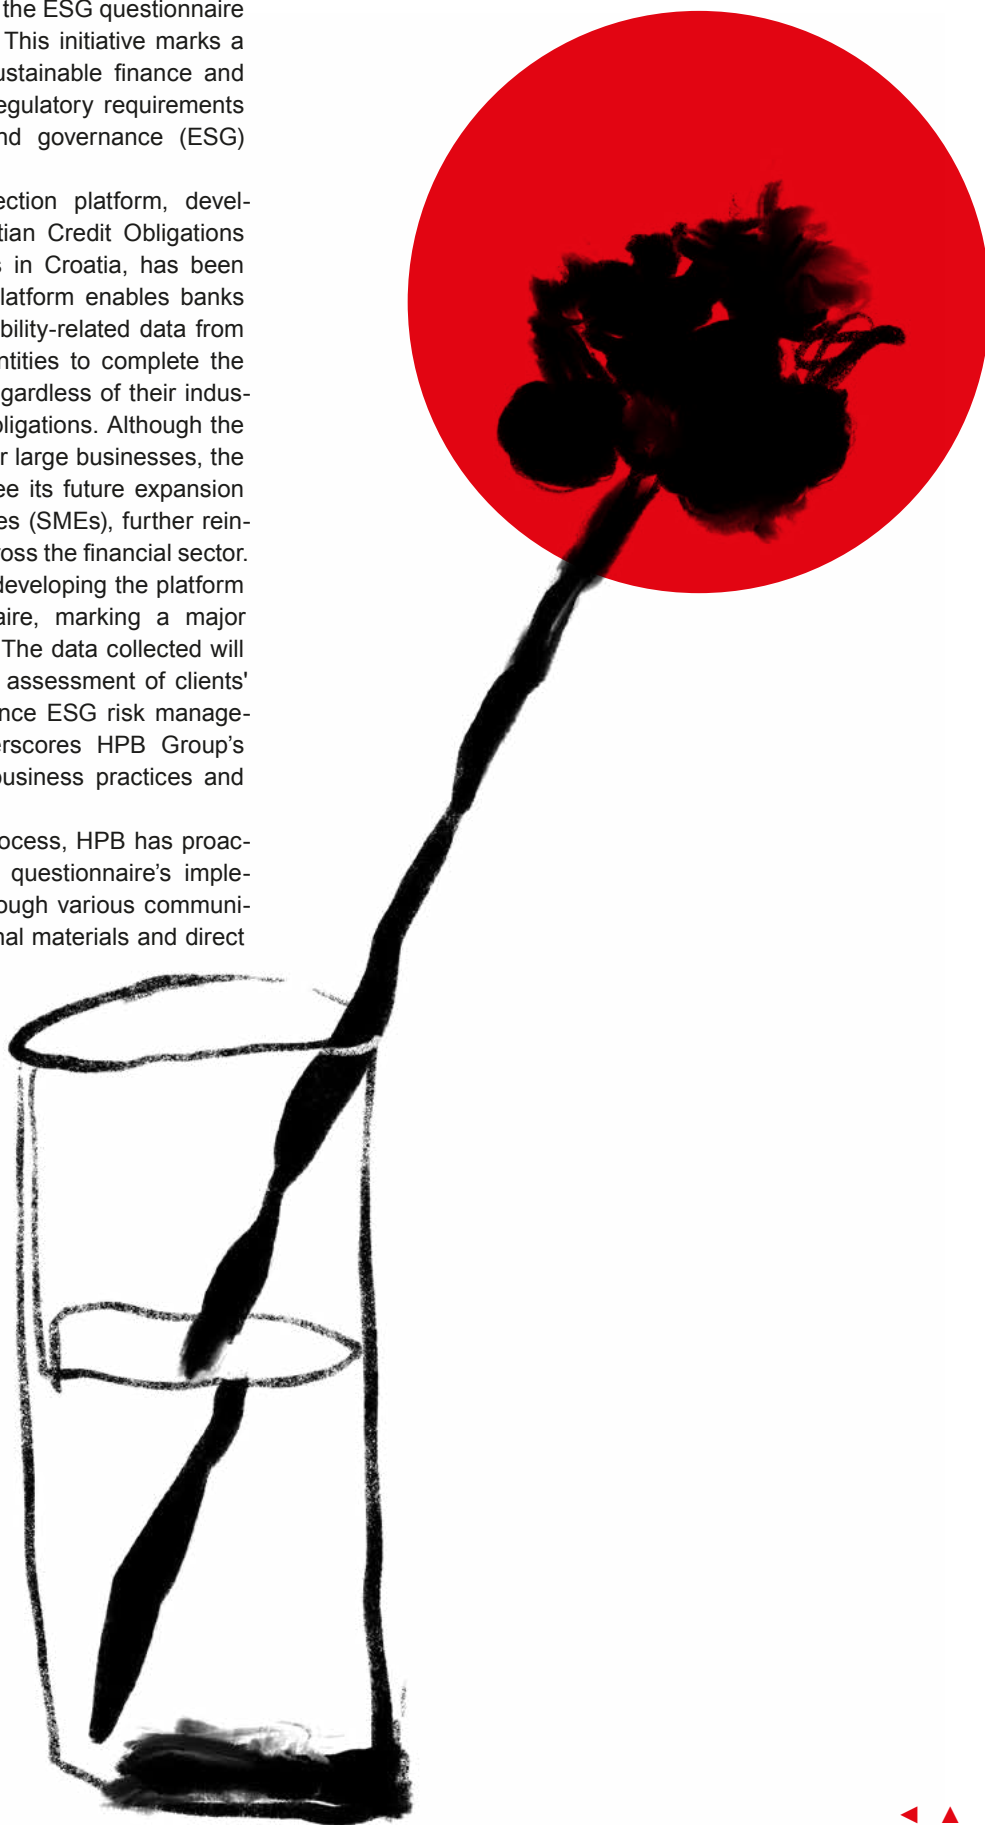 the ESG questionnaire
This initiative marks a
ustainable finance and
egulatory requirements
nd governance (ESG)
ection platform, devel-
tian Credit Obligations
s in Croatia, has been
latform enables banks
bility-related data from
ntities to complete the
gardless of their indus-
bligations. Although the
r large businesses, the
ee its future expansion
es (SMEs), further rein-
ross the financial sector.
developing the platform
aire, marking a major
The data collected will
assessment of clients'
nce ESG risk manage-
erscores HPB Group’s
business practices and
ocess, HPB has proac-
questionnaire’s imple-
ough various communi-
nal materials and direct